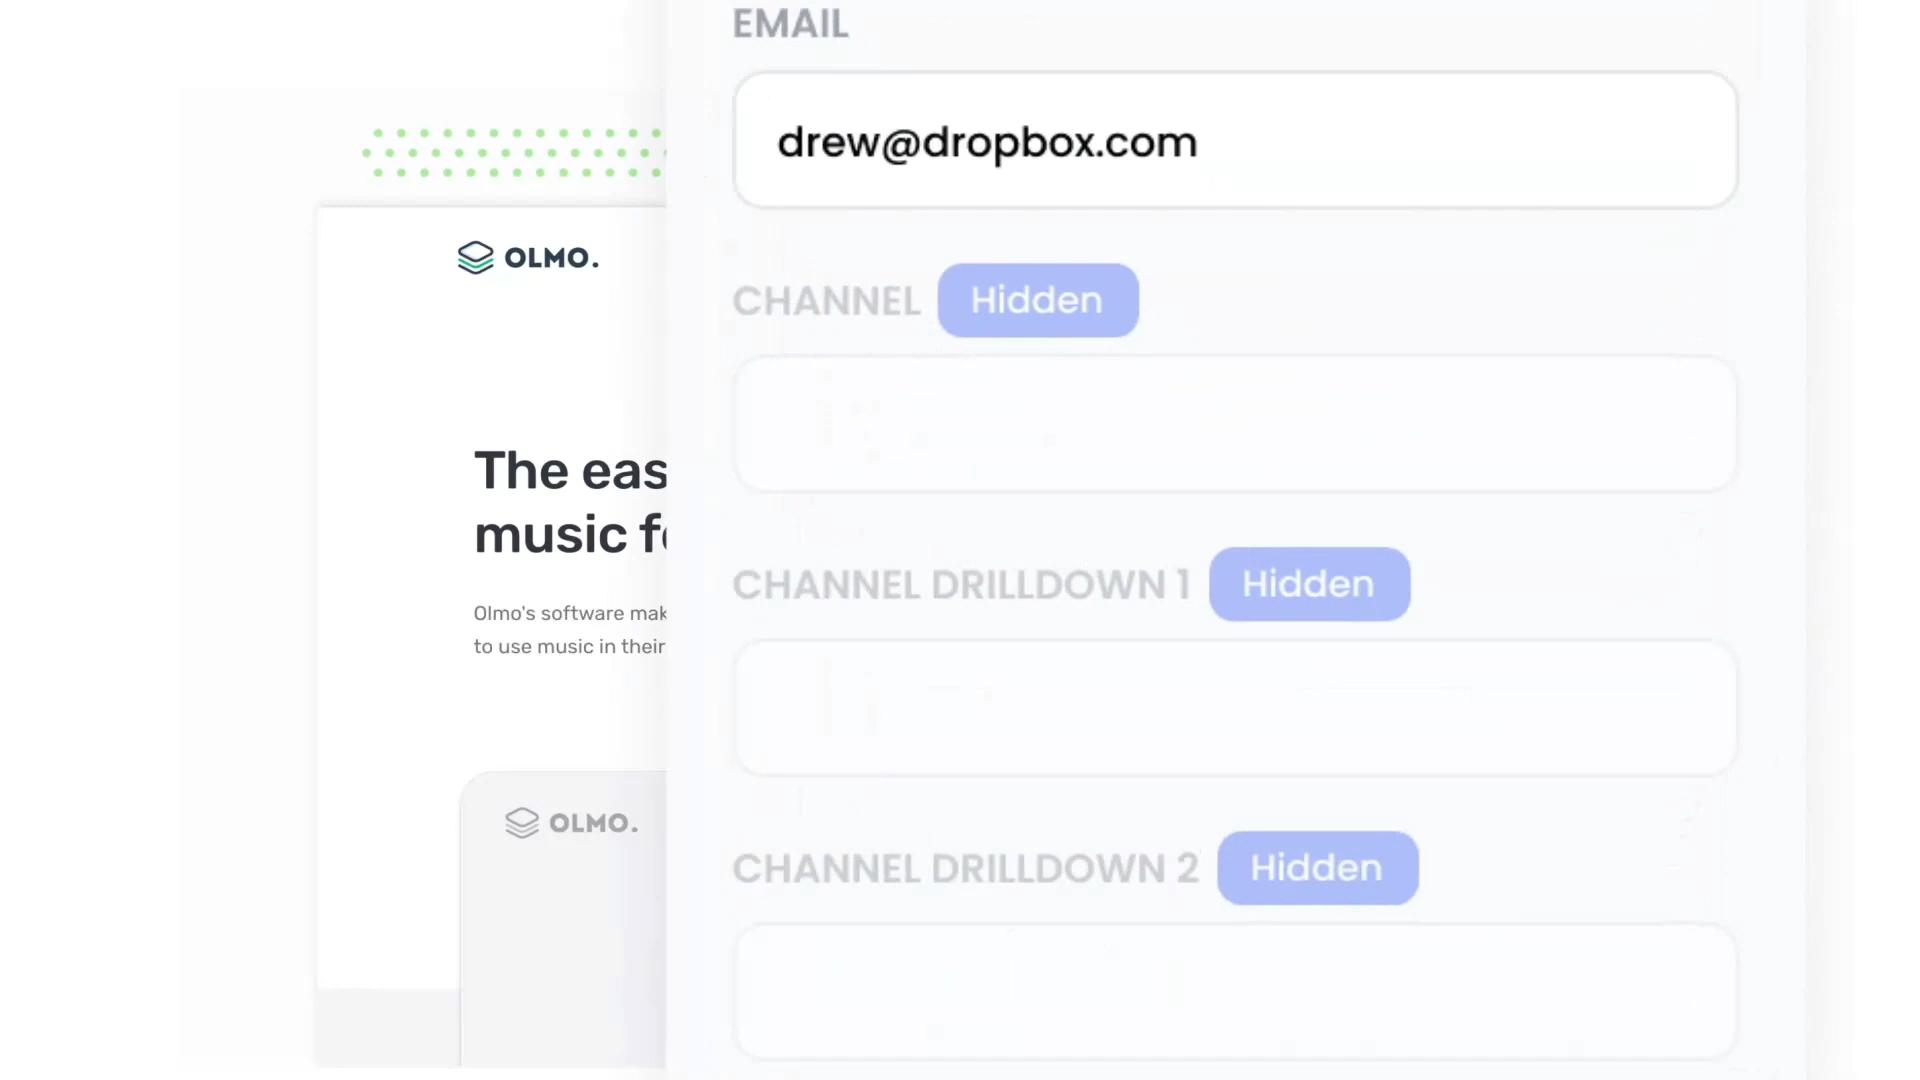 EMAIL
drew@dropbox.com
OLMO.
CHANNEL Hidden
The eas
music fo
CHANNEL DRILLDOWN 1 Hidden
Olmo's software mak
to use music in their
OLMO.
CHANNEL DRILLDOWN 2 Hidden